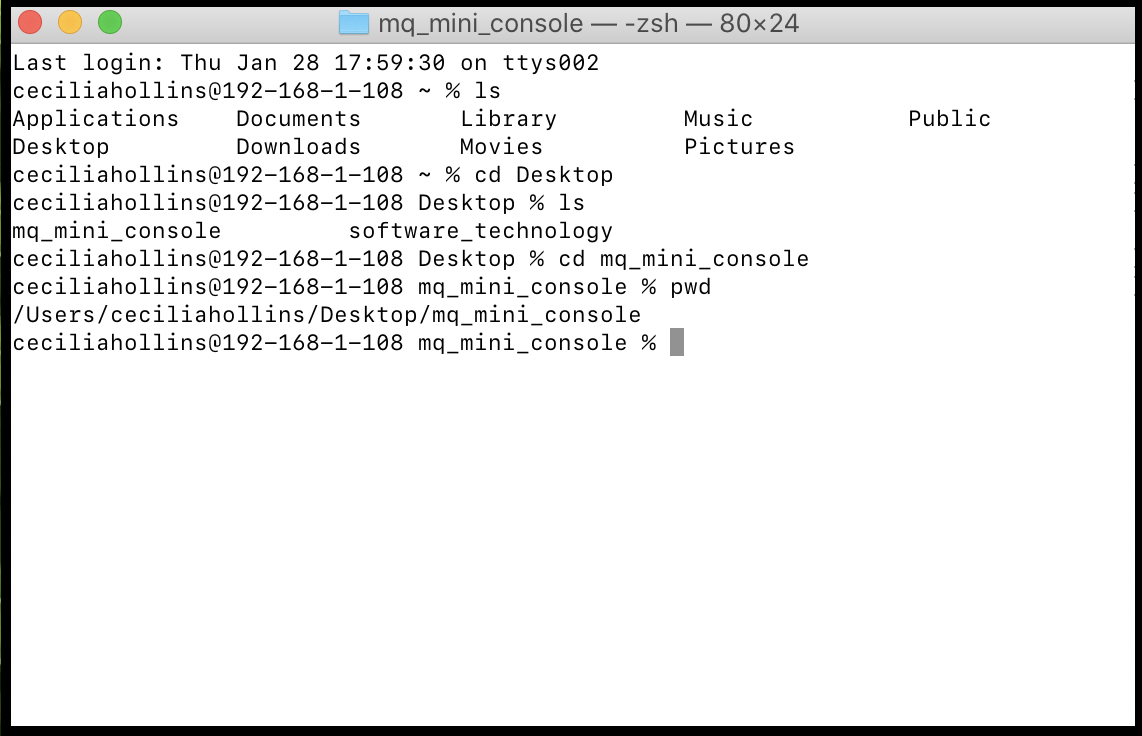 mq_mini_console — -zsh — 80×24
Last login: Thu Jan 28 17:59:30 on ttys002
ceciliahollins@192-168-1-108 ~ % ls
Applications    Documents       Library         Music           Public
Desktop         Downloads       Movies          Pictures
ceciliahollins@192-168-1-108 ~ % cd Desktop
ceciliahollins@192-168-1-108 Desktop % ls
mq_mini_console         software_technology
ceciliahollins@192-168-1-108 Desktop % cd mq_mini_console
ceciliahollins@192-168-1-108 mq_mini_console % pwd
/Users/ceciliahollins/Desktop/mq_mini_console
ceciliahollins@192-168-1-108 mq_mini_console %